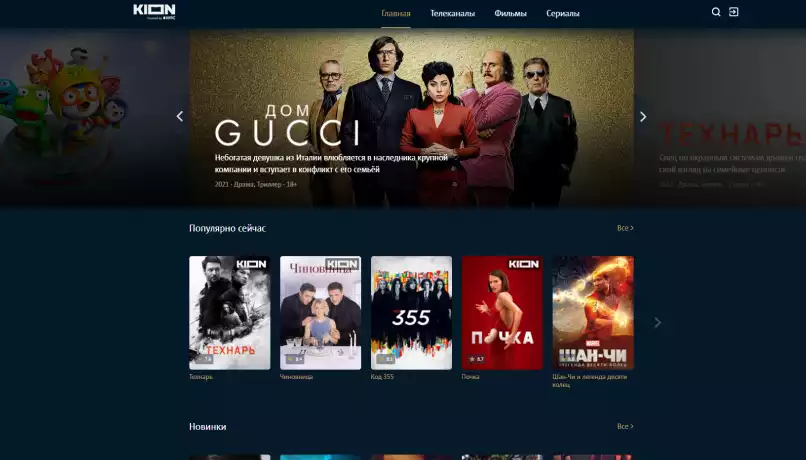 KION
Главная
Телеканалы
Фильмы
Сериалы
ДОМ
GUCCI
Небогатая девушка из Италии влюбляется в наследника крупной
компании и вступает в конфликт с его семьёй
2021 · Драма, Триллер · 18+
ТЕХНАРЬ
Популярно сейчас
Все >
KION
ТЕХНАРЬ
KION
Чиновница
355
KION
ПОЧКА
8.7
MARVEL
ШАН-ЧИ
И ЛЕГЕНДА ДЕСЯТИ КОЛЕЦ
Технарь
Чиновница
Код 355
Почка
Шан-Чи и легенда десяти
колец
Новинки
Все >